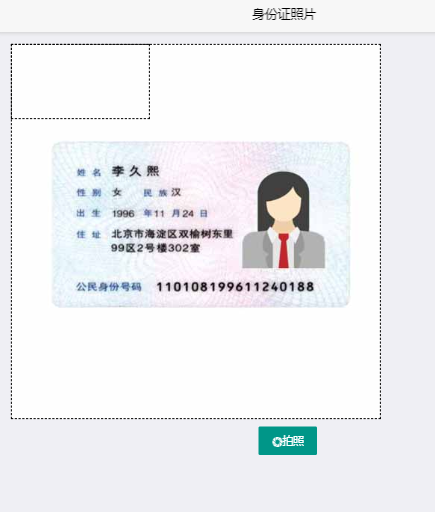 身份证照片
姓名 李久熙
性别 女 民族 汉
出生 1996 年 11 月 24 日
住址 北京市海淀区双榆树东里
99区2号楼302室
公民身份号码 110108199611240188
拍照